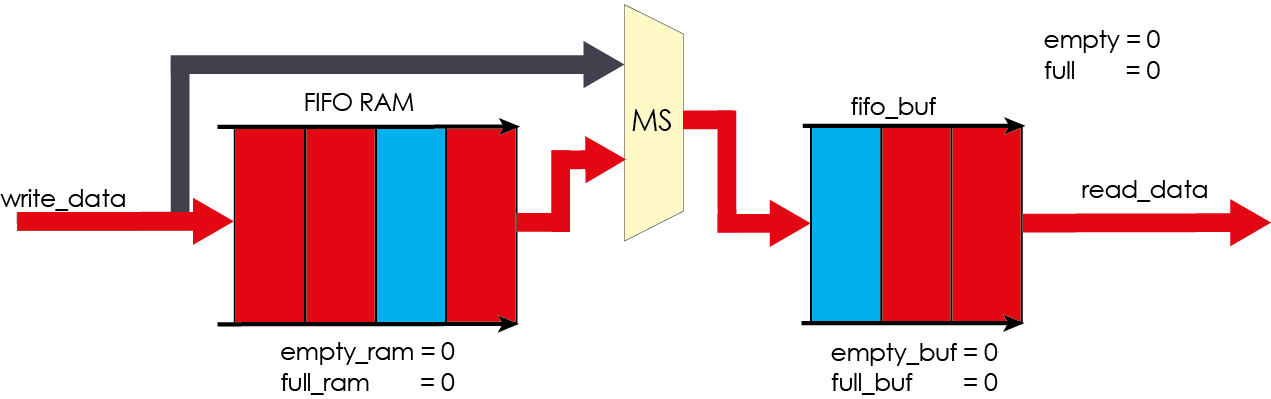 empty = 0
full = 0
FIFO RAM
fifo_buf
MS
write_data
read_data
empty_ram = 0
full_ram = 0
empty_buf = 0
full_buf = 0